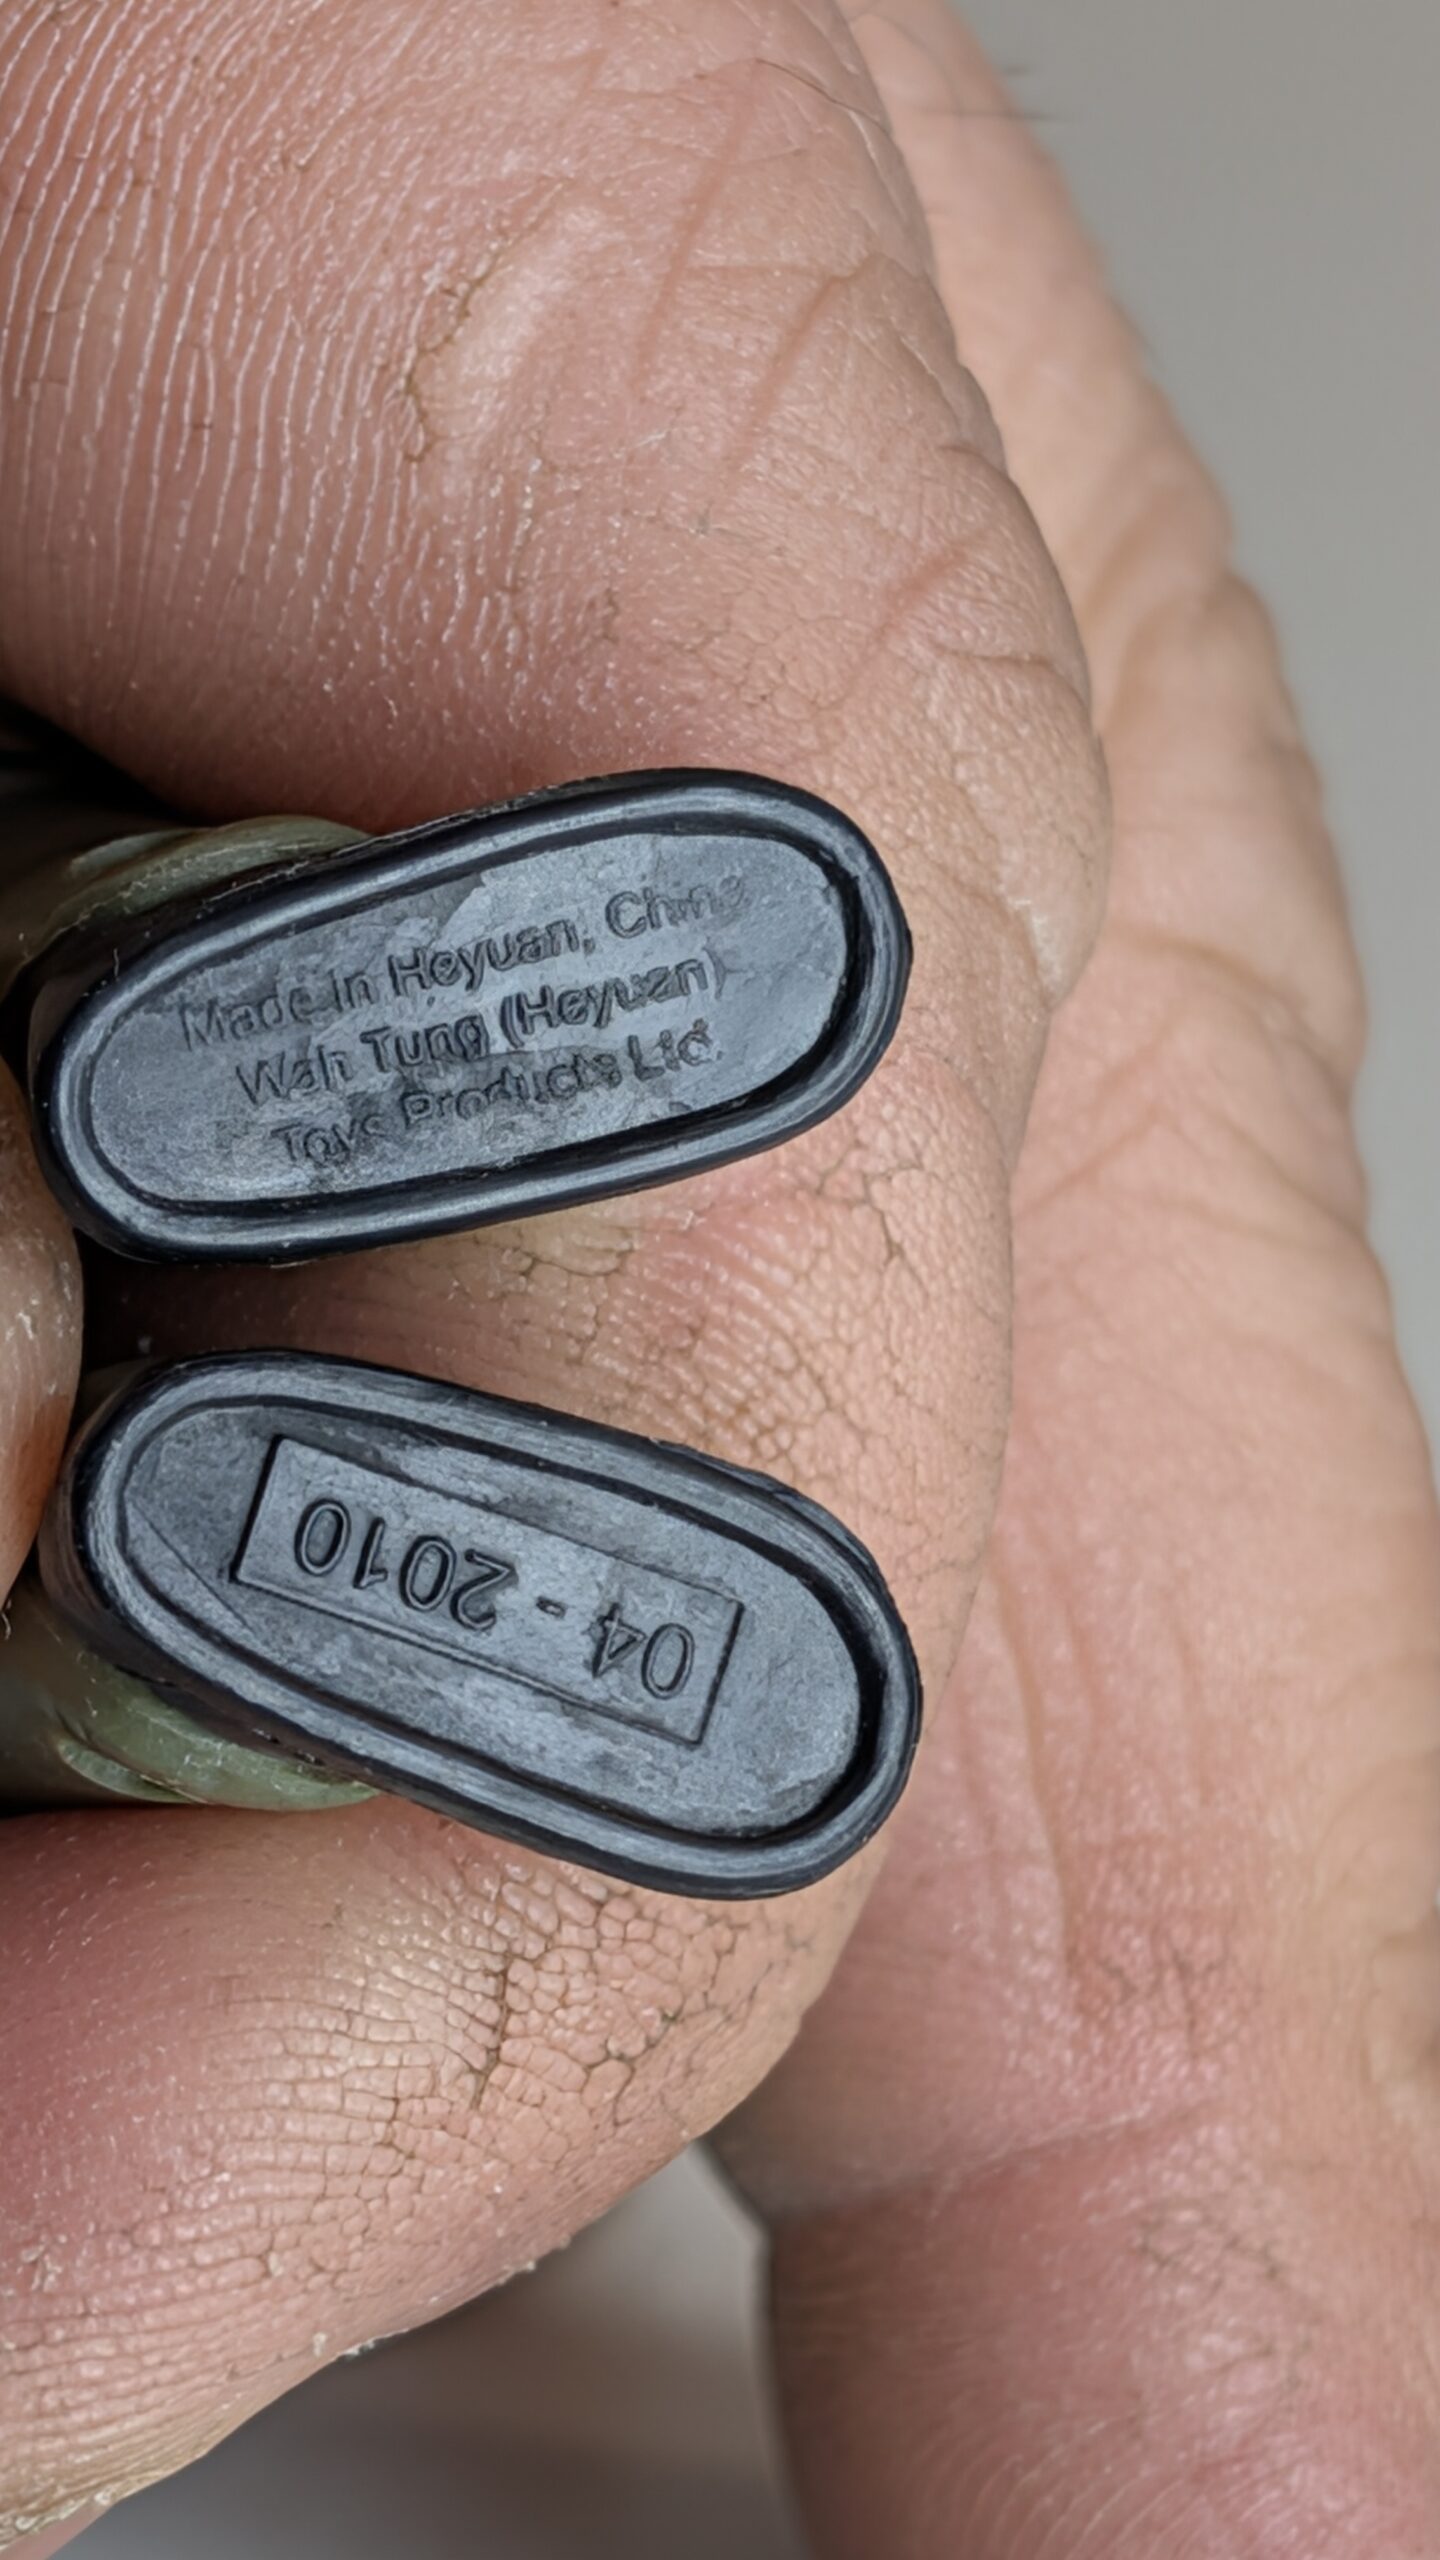 Made in Heyuan, China
Wah Tung (Heyuan)
Toys Products Ltd.
04 - 2010